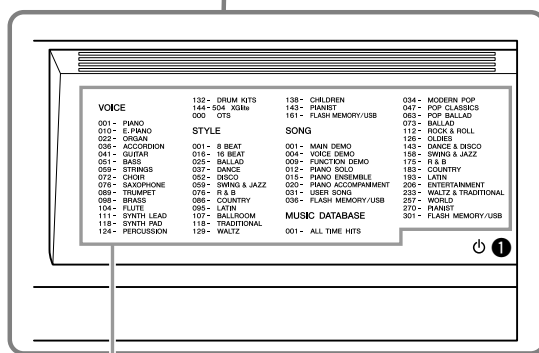 VOICE
001 - PIANO
010 - E. PIANO
022 - ORGAN
036 - ACCORDION
041 - GUITAR
051 - BASS
059 - STRINGS
072 - CHOIR
076 - SAXOPHONE
089 - TRUMPET
098 - BRASS
104 - FLUTE
111 - SYNTH LEAD
118 - SYNTH PAD
124 - PERCUSSION
132 - DRUM KITS
144 - 504 XGlite
000 OTS
STYLE
001 - 8 BEAT
016 - 16 BEAT
025 - BALLAD
037 - DANCE
052 - DISCO
059 - SWING & JAZZ
076 - R & B
086 - COUNTRY
095 - LATIN
107 - BALLROOM
118 - TRADITIONAL
129 - WALTZ
138 - CHILDREN
143 - PIANIST
161 - FLASH MEMORY/USB
SONG
001 - MAIN DEMO
004 - VOICE DEMO
009 - FUNCTION DEMO
012 - PIANO SOLO
015 - PIANO ENSEMBLE
020 - PIANO ACCOMPANIMENT
031 - USER SONG
036 - FLASH MEMORY/USB
MUSIC DATABASE
001 - ALL TIME HITS
034 - MODERN POP
047 - POP CLASSICS
063 - POP BALLAD
073 - BALLAD
112 - ROCK & ROLL
126 - OLDIES
143 - DANCE & DISCO
158 - SWING & JAZZ
175 - R & B
183 - COUNTRY
193 - LATIN
206 - ENTERTAINMENT
233 - WALTZ & TRADITIONAL
257 - WORLD
270 - PIANIST
301 - FLASH MEMORY/USB
1